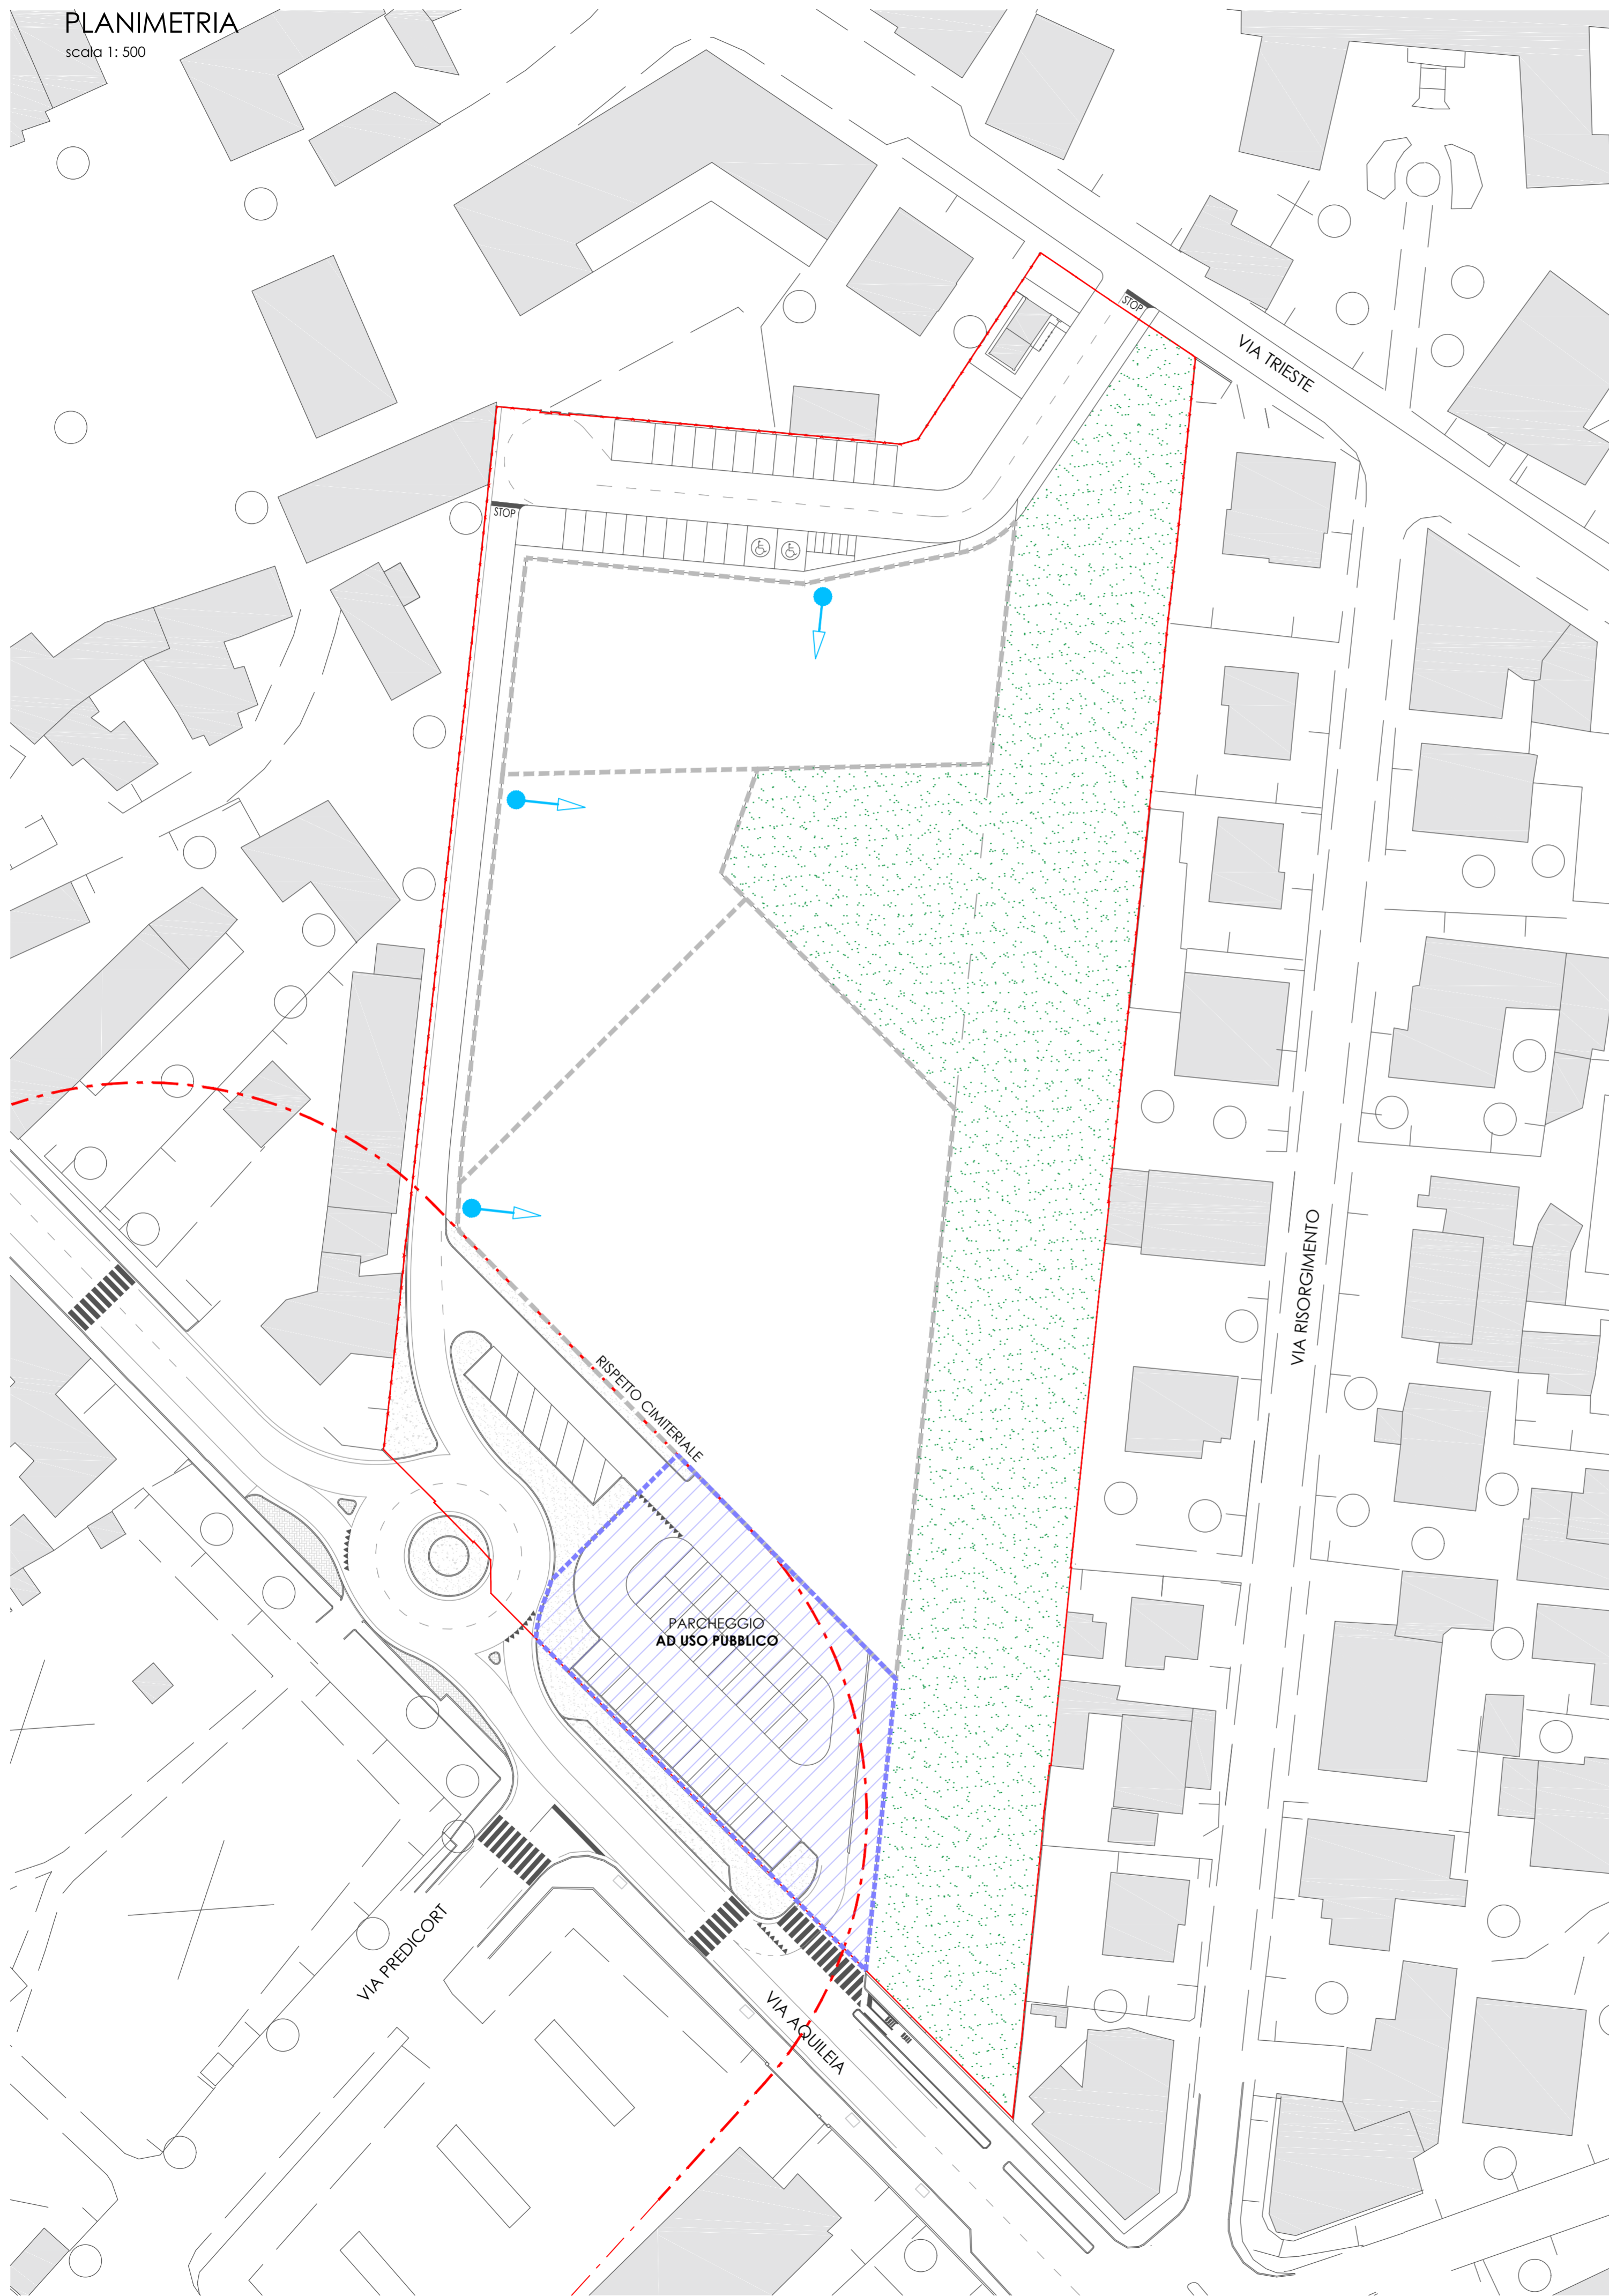 PLANIMETRIA
scala 1: 500
STOP
VIA TRIESTE
STOP
VIA RISORGIMENTO
RISPETTO CIMITERIALE
PARCHEGGIO
AD USO PUBBLICO
VIA PREDICORT
VIA AQUILEIA